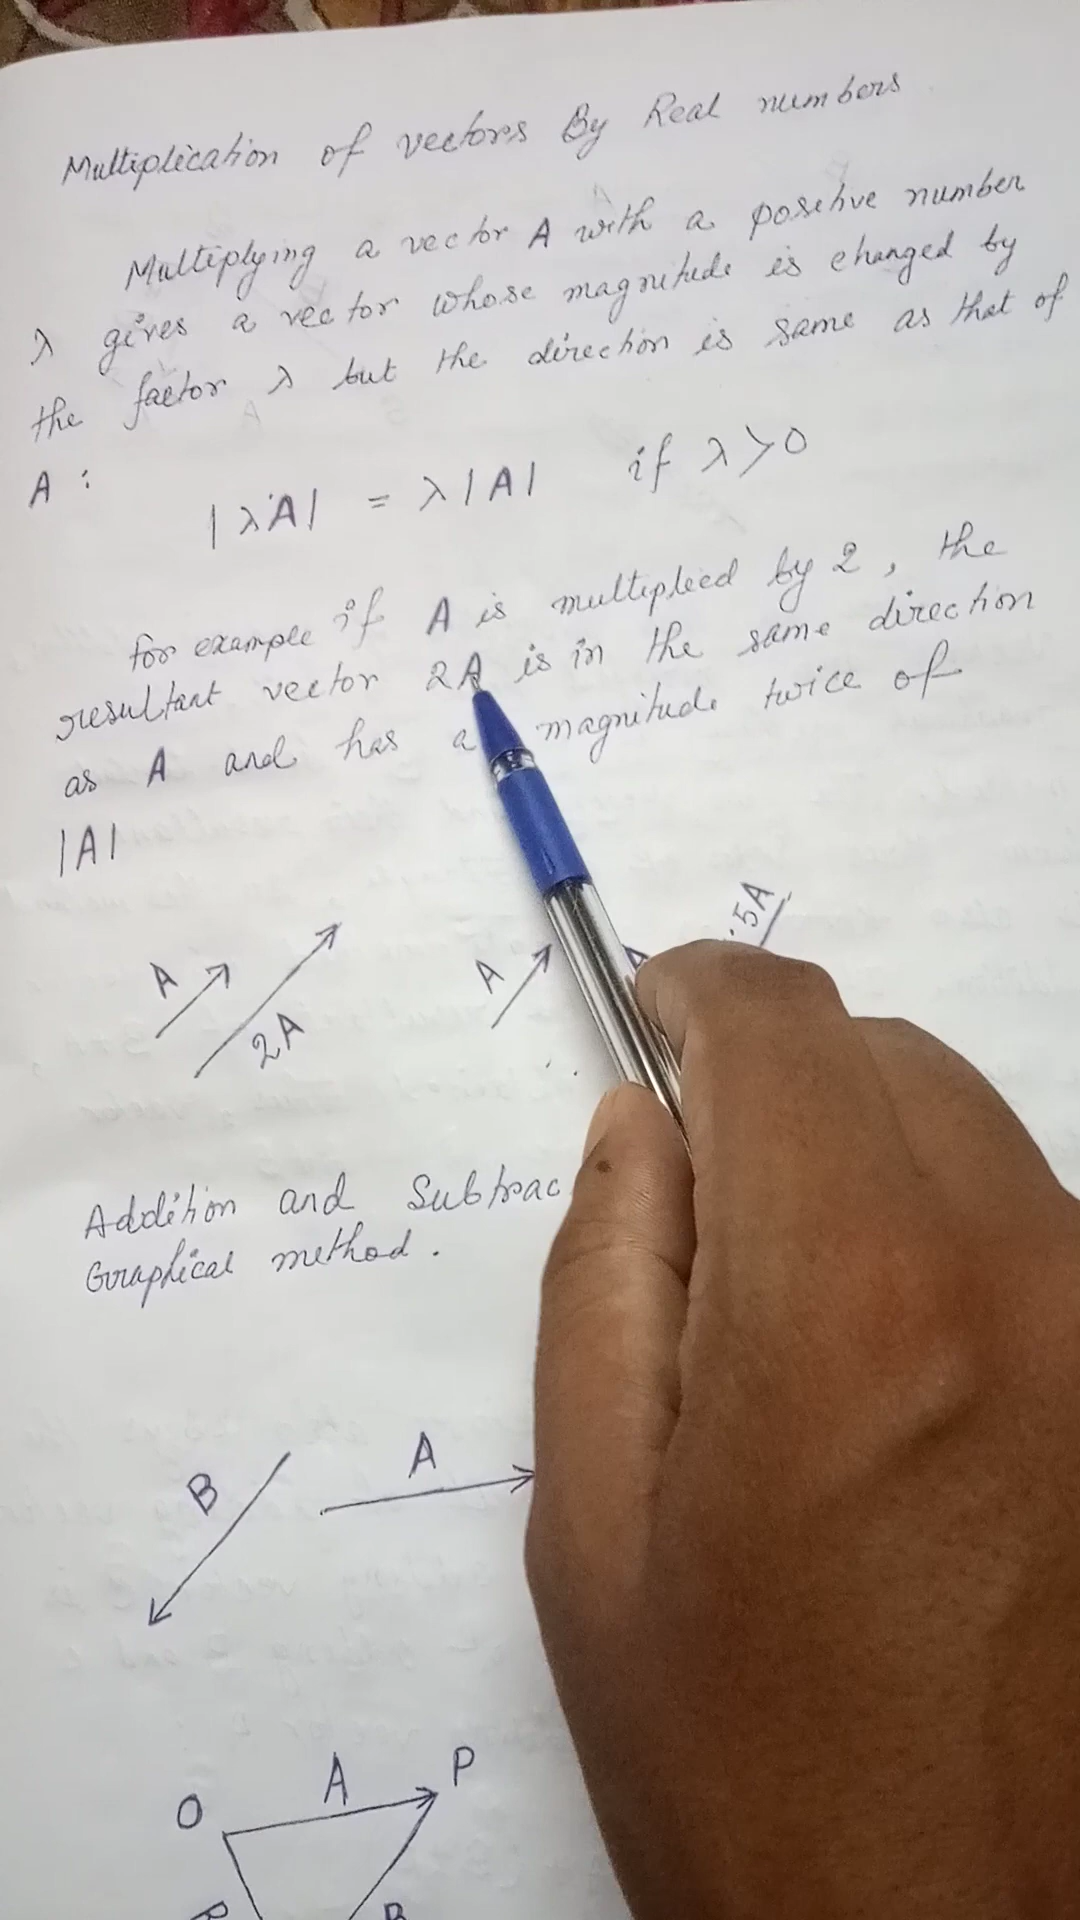 Multiplication of vectors By Real numbers
Multiplying a vector A with a positive number
λ gives a vector whose magnitude is changed by
the factor λ but the direction is same as that of
A :
|λA| = λ|A| if λ>0
for example if A is multiplied by 2, the
resultant vector 2A is in the same direction
as A and has a magnitude twice of
|A|
A
2A
A
.5A
Addition and Subtrac
Graphical method.
B
A
O A P
R B